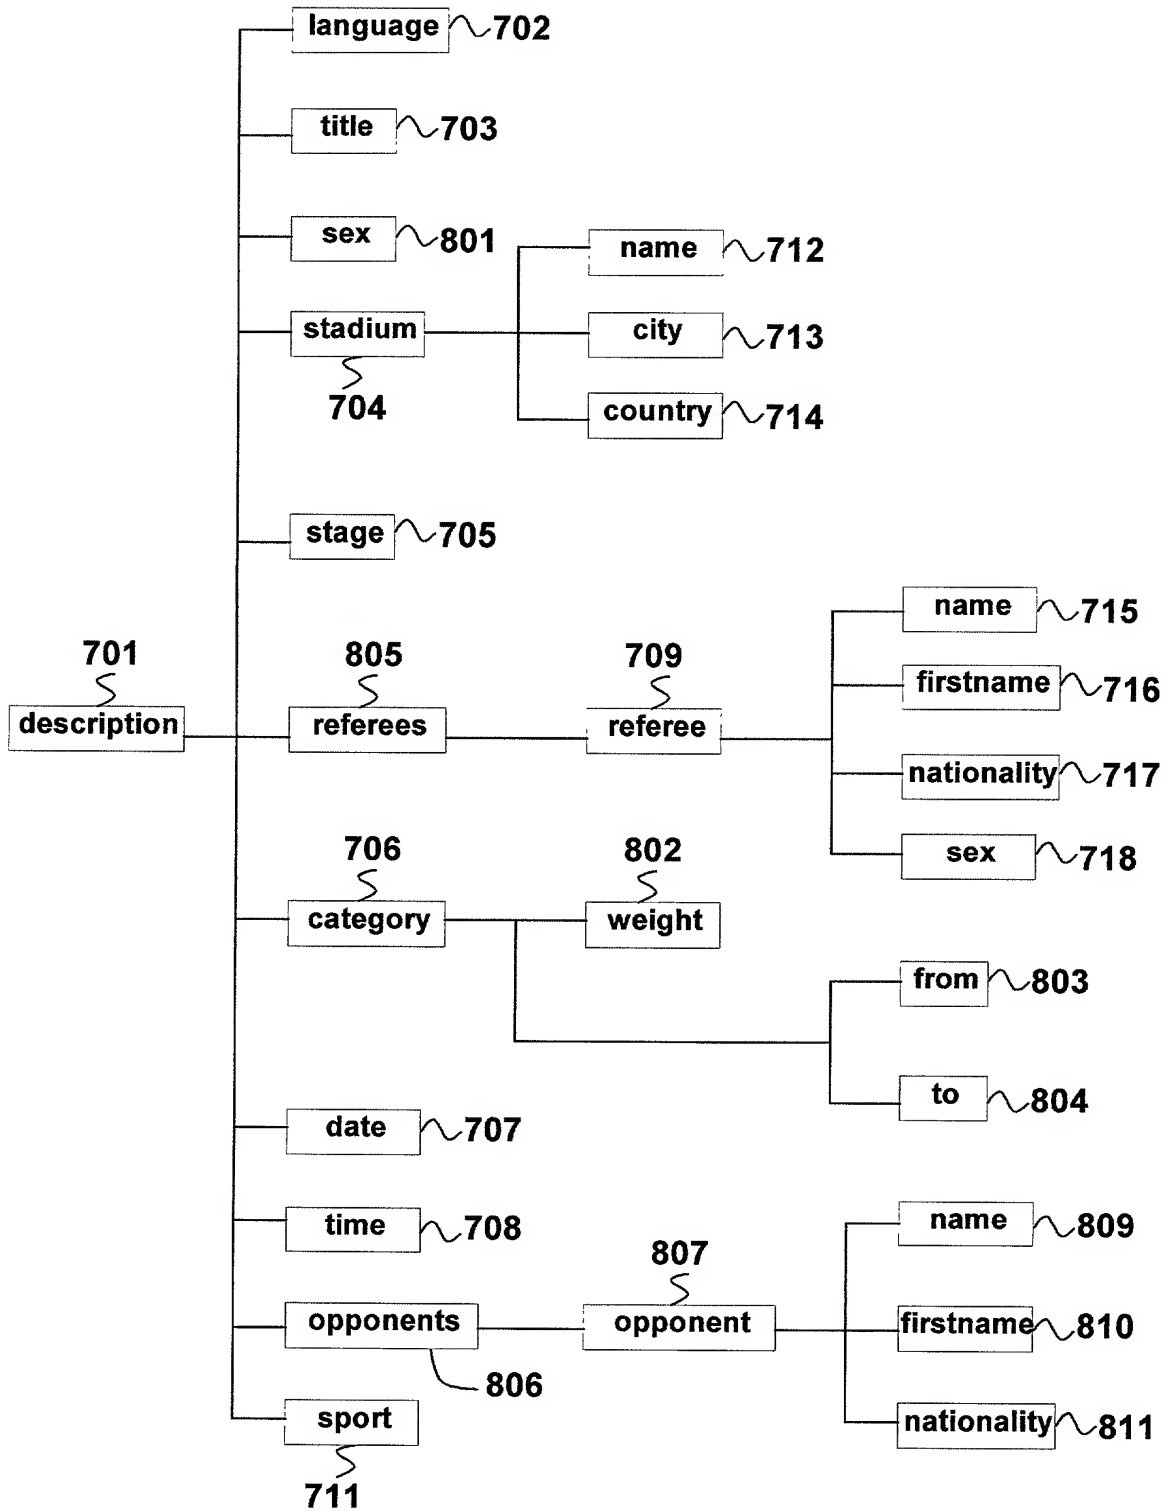 language 702
title 703
sex 801
name 712
stadium
city 713
704
country 714
stage 705
name 715
701 805 709
firstname 716
description referees referee
nationality 717
706 802
sex 718
category weight
from 803
to 804
date 707
name 809
time 708
807
opponents opponent firstname 810
806
sport nationality 811
711